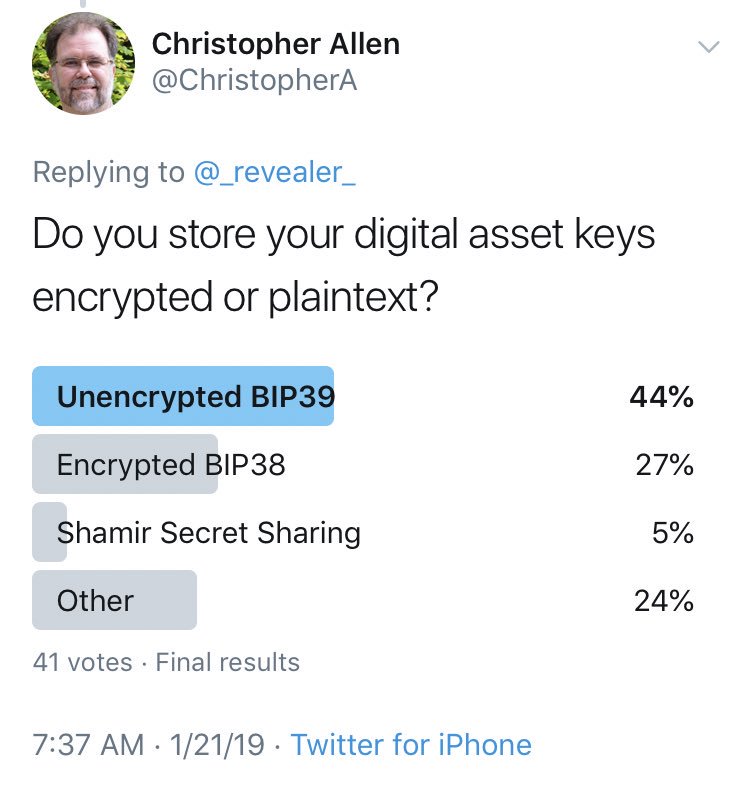 Christopher Allen
@ChristopherA
Replying to @_revealer_
Do you store your digital asset keys
encrypted or plaintext?
Unencrypted BIP39 44%
Encrypted BIP38 27%
Shamir Secret Sharing 5%
Other 24%
41 votes · Final results
7:37 AM · 1/21/19 · Twitter for iPhone